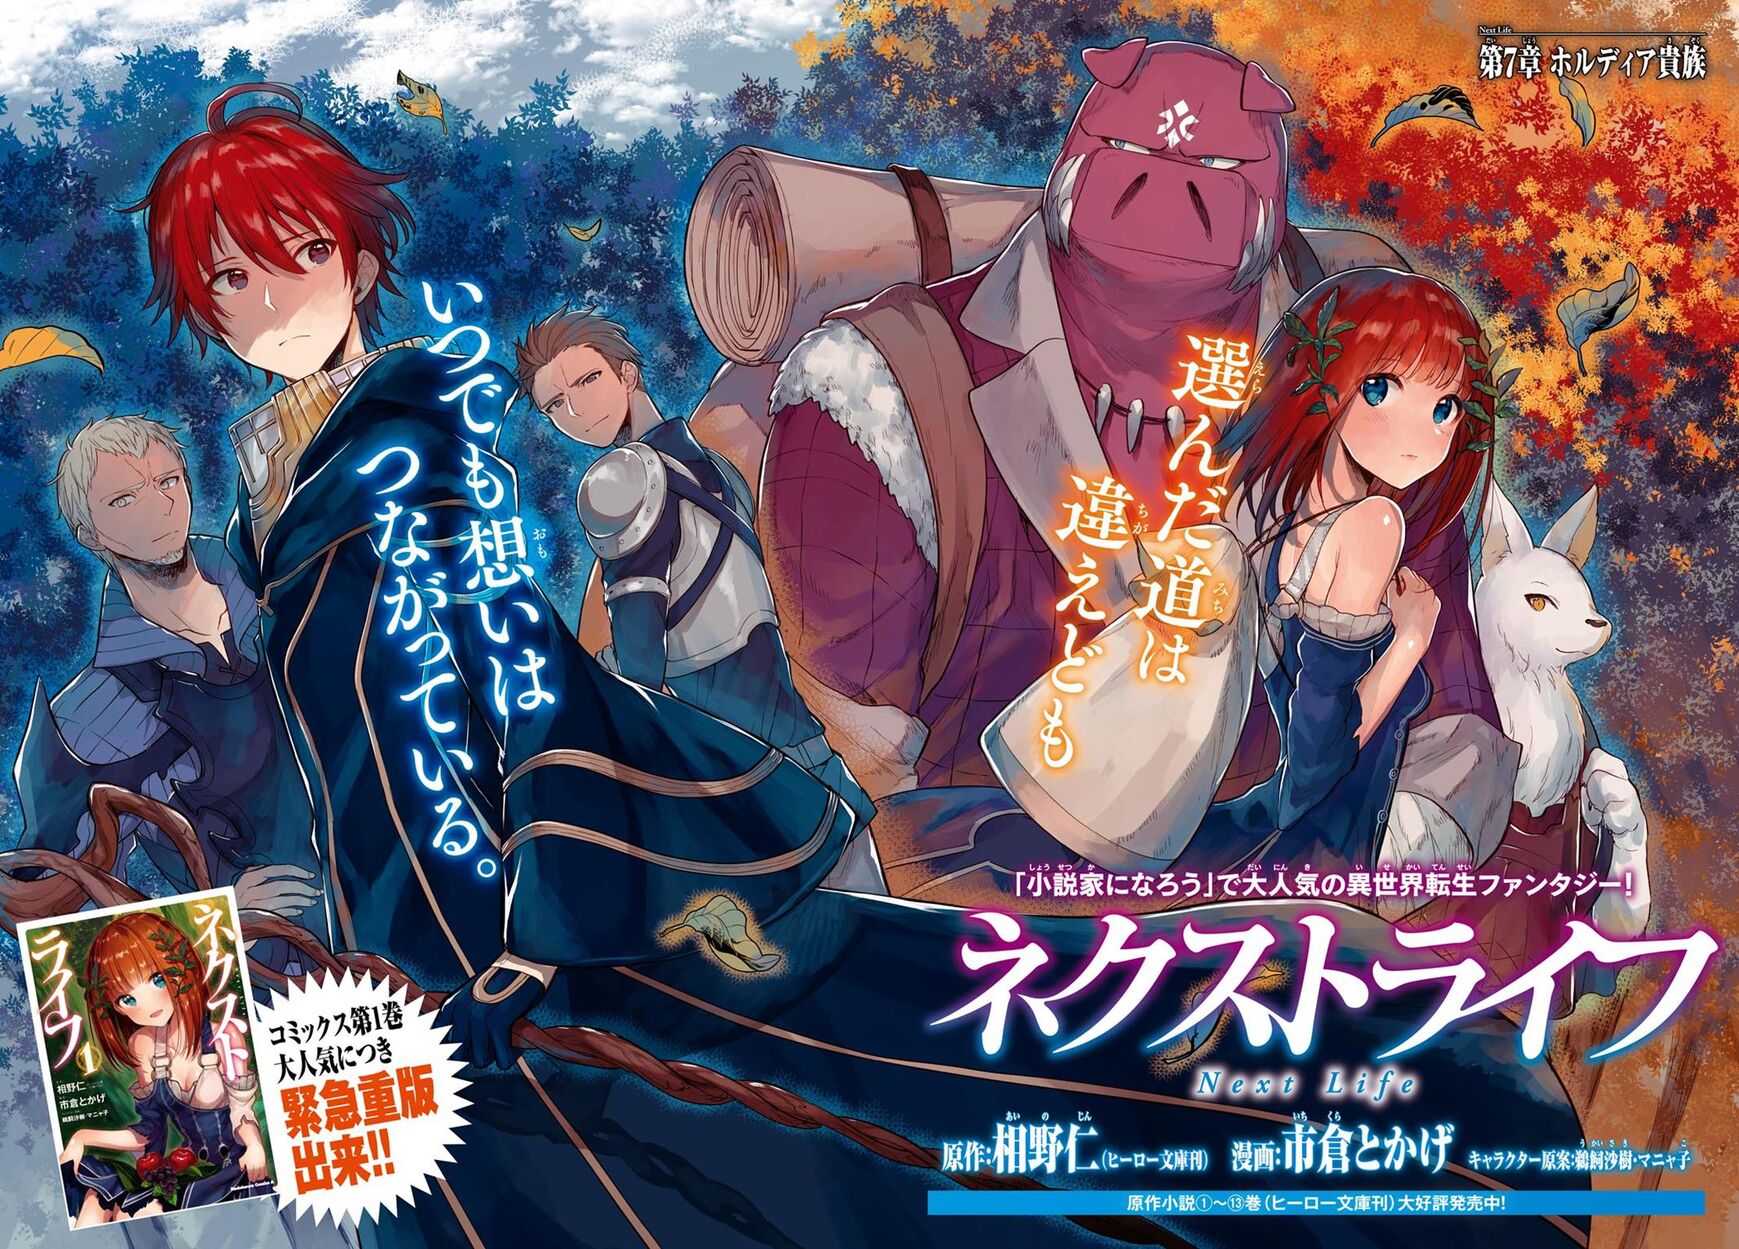 Next Life
第7章 ホルディア貴族
選んだ道は
違えども
いつでも想いは
つながっている。
「小説家になろう」で大人気の異世界転生ファンタジー!
ネクストライフ
Next Life
原作:相野仁(ヒーロー文庫刊) 漫画:市倉とかげ キャラクター原案:鵜飼沙樹・マニャ子
原作小説①〜⑬巻(ヒーロー文庫刊)大好評発売中!
ネクスト
ライフ
1
相野仁
市倉とかげ
鵜飼沙樹・マニャ子
コミックス第1巻
大人気につき
緊急重版
出来!!